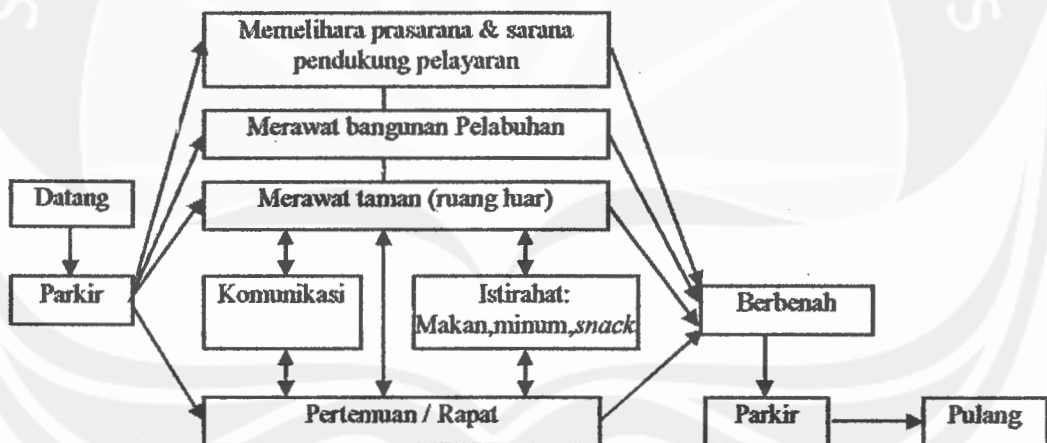 Memelihara prasarana & sarana
pendukung pelayaran
Merawat bangunan Pelabuhan
Datang
Merawat taman (ruang luar)
Parkir
Komunikasi
Istirahat:
Makan,minum,snack
Berbenah
Pertemuan / Rapat
Parkir
Pulang